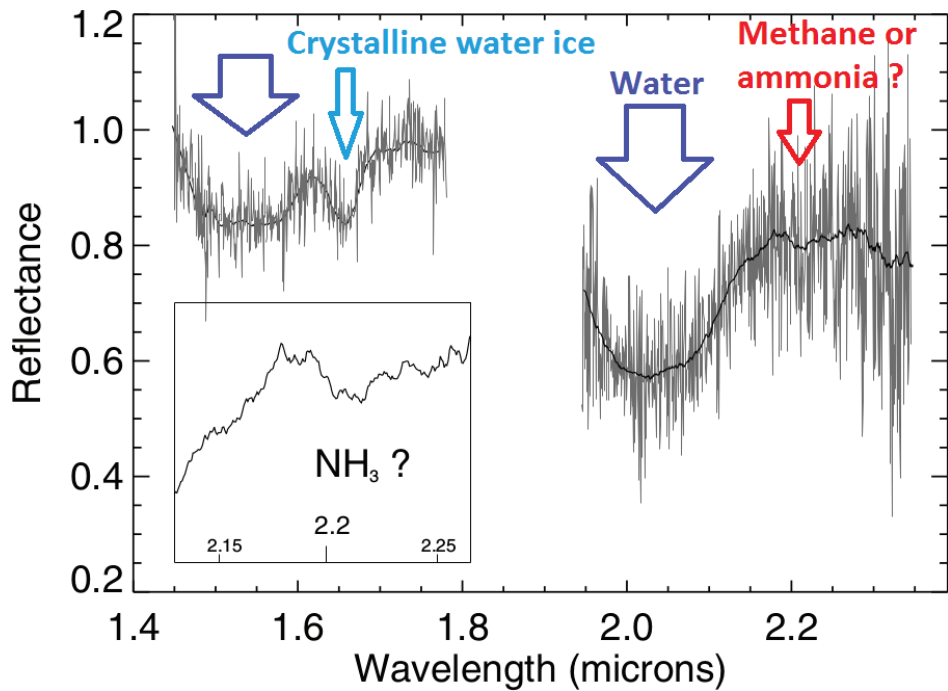 1.2
1.0
0.8
0.6
0.4
0.2
Reflectance
Crystalline water ice
Water
Methane or
ammonia ?
NH₃ ?
2.15
2.2
2.25
1.4
1.6
1.8
2.0
2.2
Wavelength (microns)